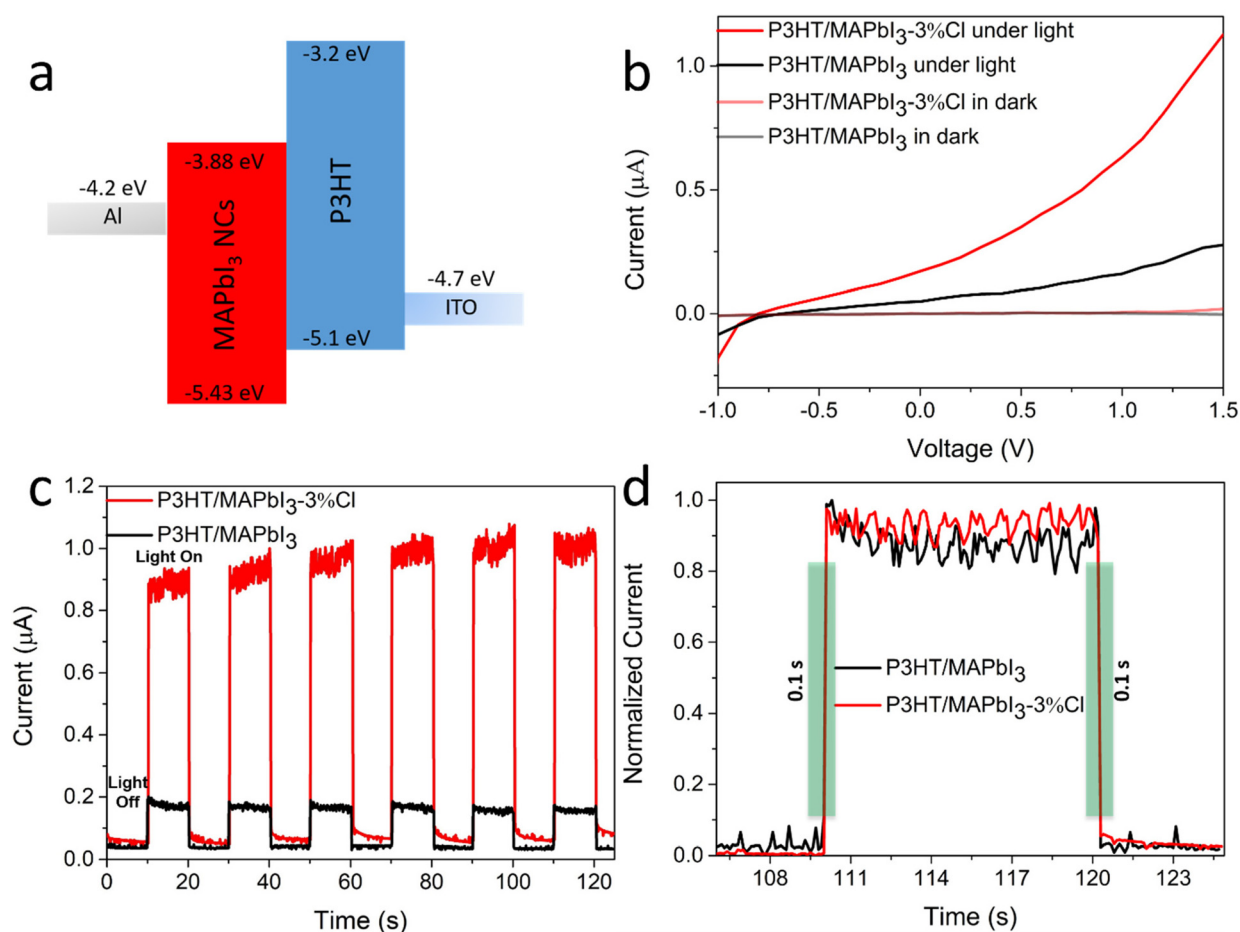 a
-3.2 eV
-3.88 eV
-4.2 eV
Al
MAPbI₃ NCs
P3HT
-4.7 eV
ITO
-5.1 eV
-5.43 eV
b
P3HT/MAPbI₃-3%Cl under light
P3HT/MAPbI₃ under light
P3HT/MAPbI₃-3%Cl in dark
P3HT/MAPbI₃ in dark
1.0
0.5
0.0
Current (μA)
-1.0 -0.5 0.0 0.5 1.0 1.5
Voltage (V)
c
P3HT/MAPbI₃-3%Cl
P3HT/MAPbI₃
Light On
Light
Off
1.2
1.0
0.8
0.6
0.4
0.2
0.0
Current (μA)
0 20 40 60 80 100 120
Time (s)
d
1.0
0.8
0.6
0.4
0.2
0.0
Normalized Current
0.1 s
P3HT/MAPbI₃
P3HT/MAPbI₃-3%Cl
0.1 s
108 111 114 117 120 123
Time (s)